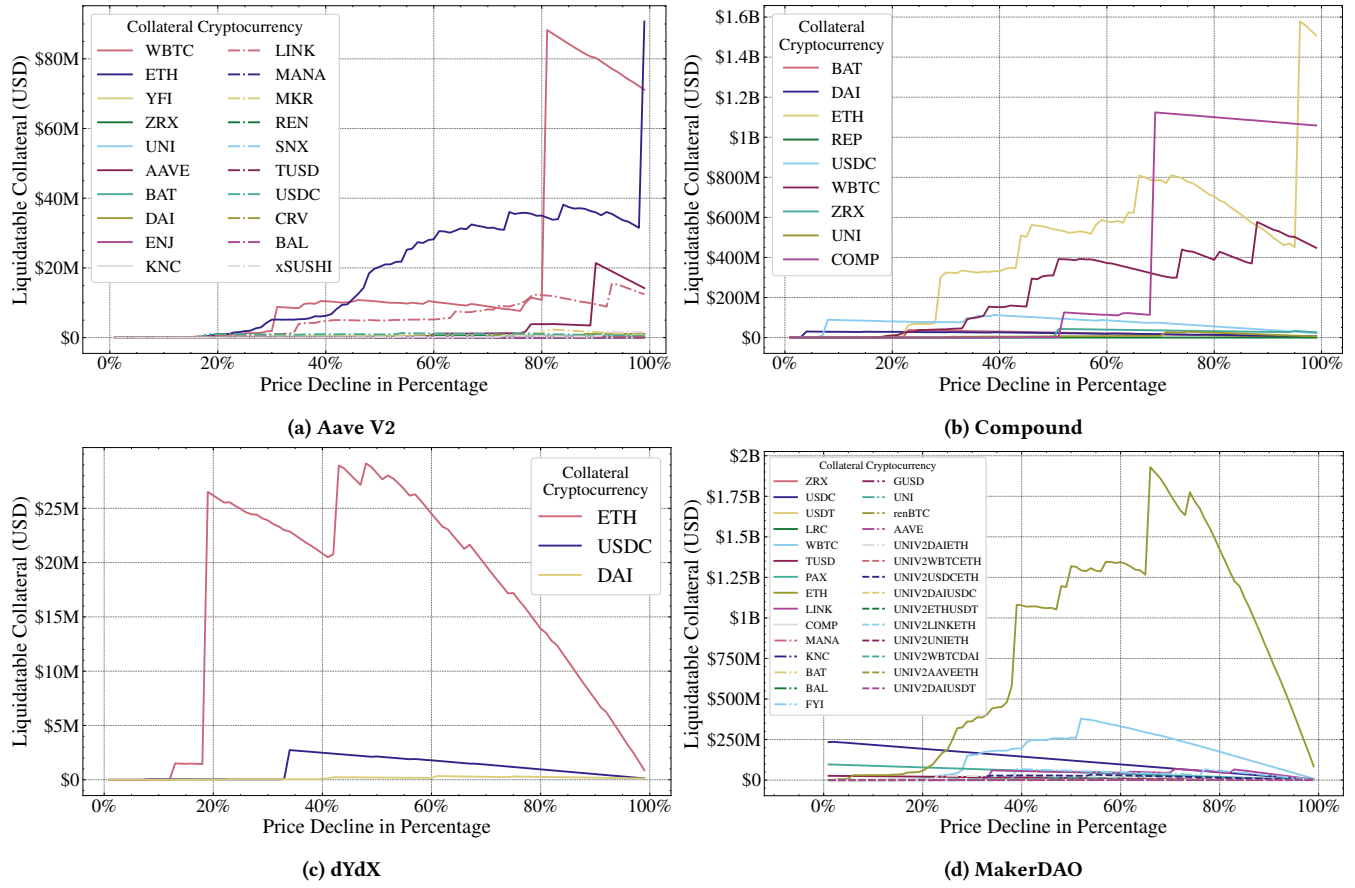 Liquidatable Collateral (USD)
$80M
$60M
$40M
$20M
$0
Collateral Cryptocurrency
WBTC
ETH
YFI
ZRX
UNI
AAVE
BAT
DAI
ENJ
KNC
LINK
MANA
MKR
REN
SNX
TUSD
USDC
CRV
BAL
xSUSHI
0% 20% 40% 60% 80% 100%
Price Decline in Percentage
(a) Aave V2
Liquidatable Collateral (USD)
$1.6B
$1.4B
$1.2B
$1B
$800M
$600M
$400M
$200M
$0
Collateral
Cryptocurrency
BAT
DAI
ETH
REP
USDC
WBTC
ZRX
UNI
COMP
0% 20% 40% 60% 80% 100%
Price Decline in Percentage
(b) Compound
Liquidatable Collateral (USD)
$25M
$20M
$15M
$10M
$5M
$0
Collateral
Cryptocurrency
ETH
USDC
DAI
0% 20% 40% 60% 80% 100%
Price Decline in Percentage
(c) dYdX
Liquidatable Collateral (USD)
$2B
$1.75B
$1.5B
$1.25B
$1B
$750M
$500M
$250M
$0
Collateral Cryptocurrency
ZRX
USDC
USDT
LRC
WBTC
TUSD
PAX
ETH
LINK
COMP
MANA
KNC
BAT
BAL
FYI
GUSD
UNI
renBTC
AAVE
UNIV2DAIETH
UNIV2WBTCETH
UNIV2USDCETH
UNIV2DAIUSDC
UNIV2ETHUSDT
UNIV2LINKETH
UNIV2UNIETH
UNIV2WBTCDAI
UNIV2AAVEETH
UNIV2DAIUSDT
0% 20% 40% 60% 80% 100%
Price Decline in Percentage
(d) MakerDAO